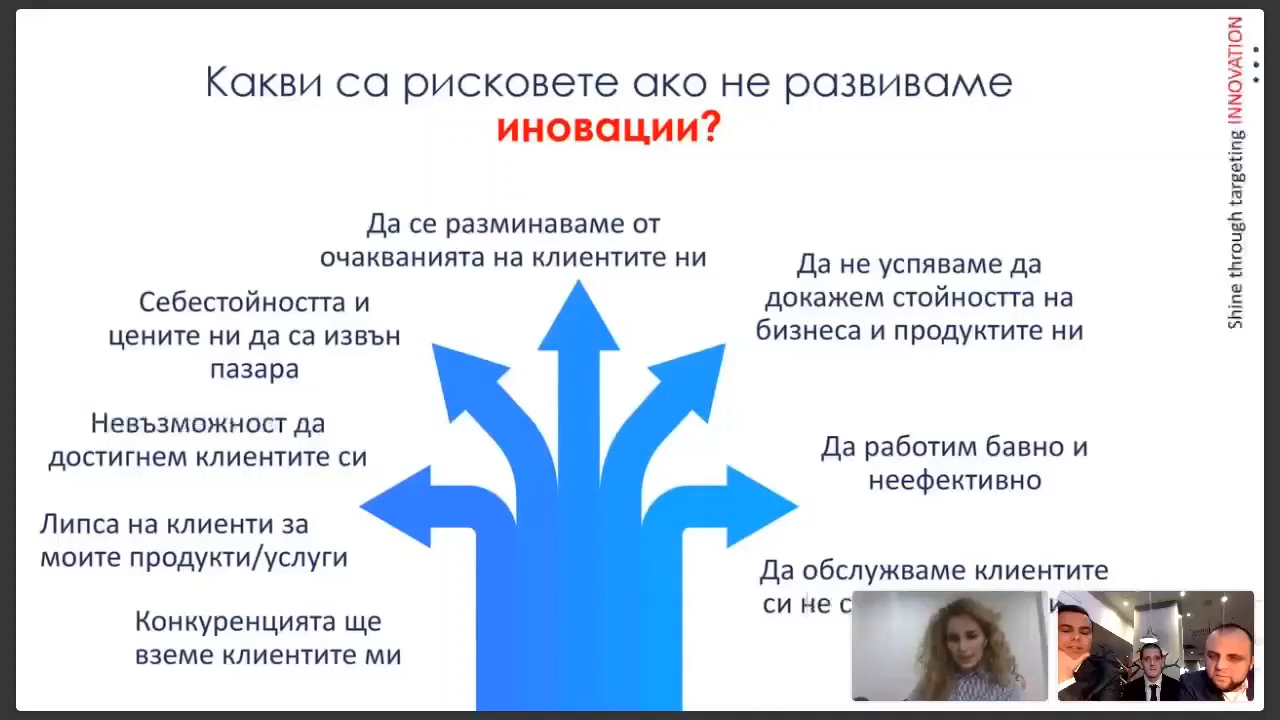 Какви са рисковете ако не развиваме
иновации?
Shine through targeting INNOVATION
Да се разминаваме от
очакванията на клиентите ни
Да не успяваме да
докажем стойността на
бизнеса и продуктите ни
Себестойността и
цените ни да са извън
пазара
Невъзможност да
достигнем клиентите си
Да работим бавно и
неефективно
Липса на клиенти за
моите продукти/услуги
Да обслужваме клиентите
си не
Конкуренцията ще
вземе клиентите ми